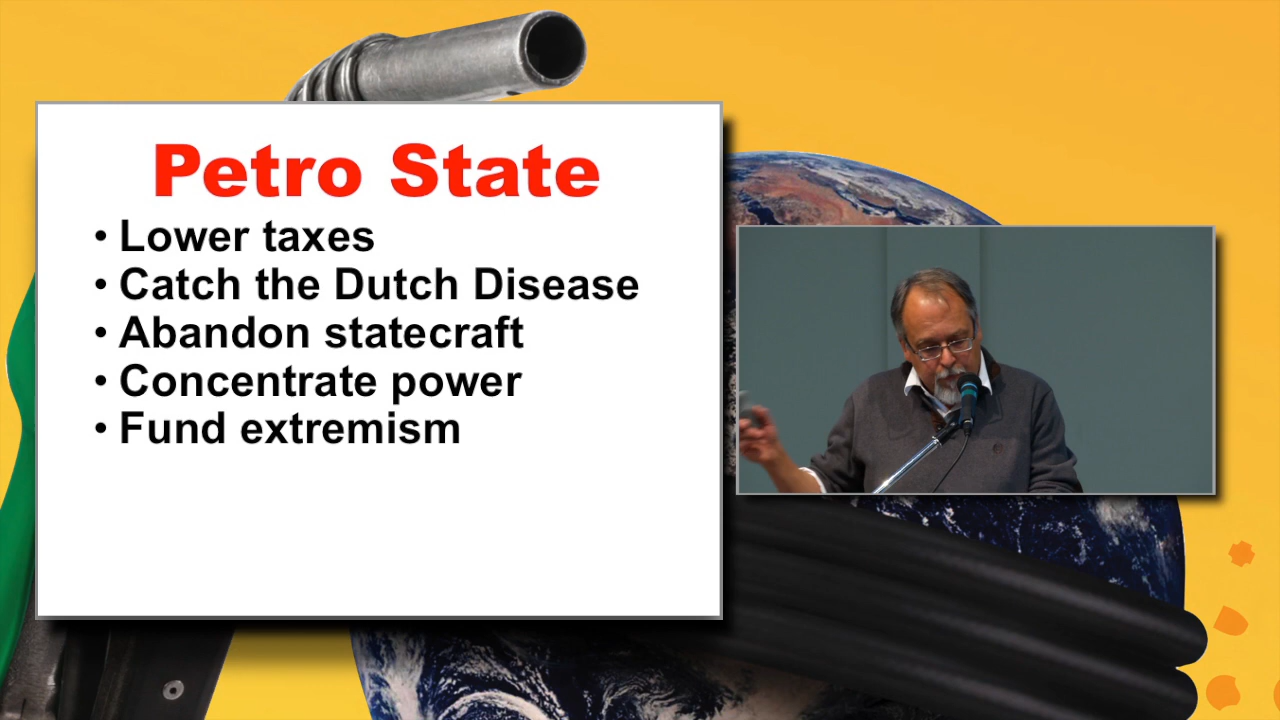 Petro State
• Lower taxes
• Catch the Dutch Disease
• Abandon statecraft
• Concentrate power
• Fund extremism